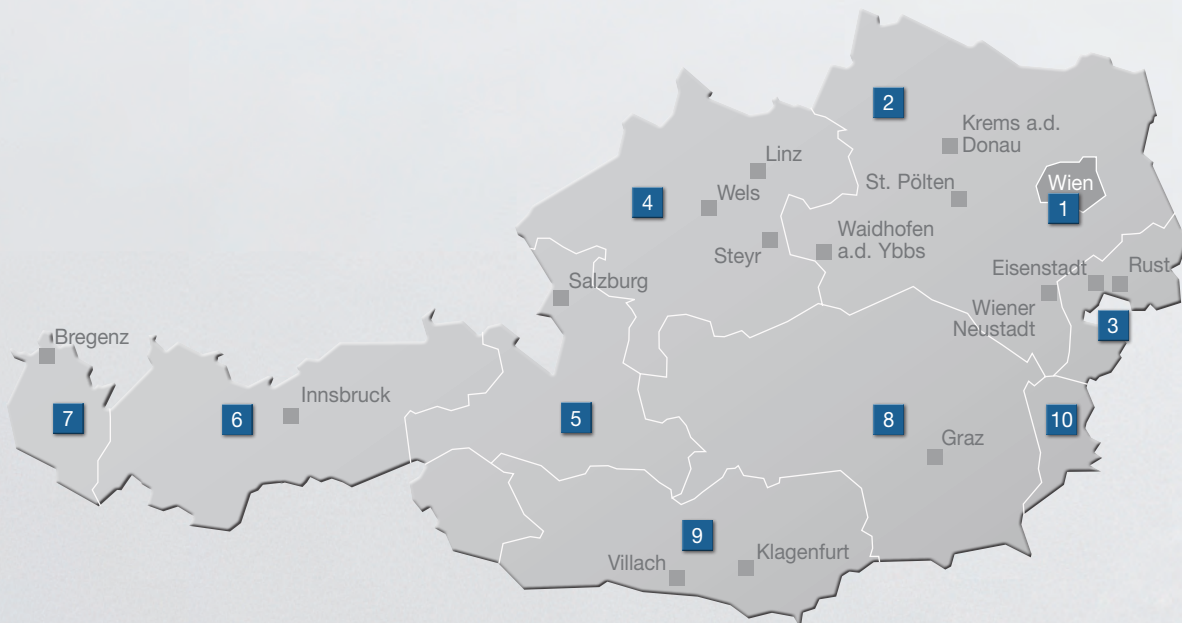 2
Krems a.d.
Donau
Linz
Wien
St. Pölten
4
Wels
1
Steyr
Waidhofen
a.d. Ybbs
Eisenstadt
Rust
Salzburg
Wiener
Neustadt
3
Bregenz
Innsbruck
7
6
5
8
10
Graz
9
Villach
Klagenfurt